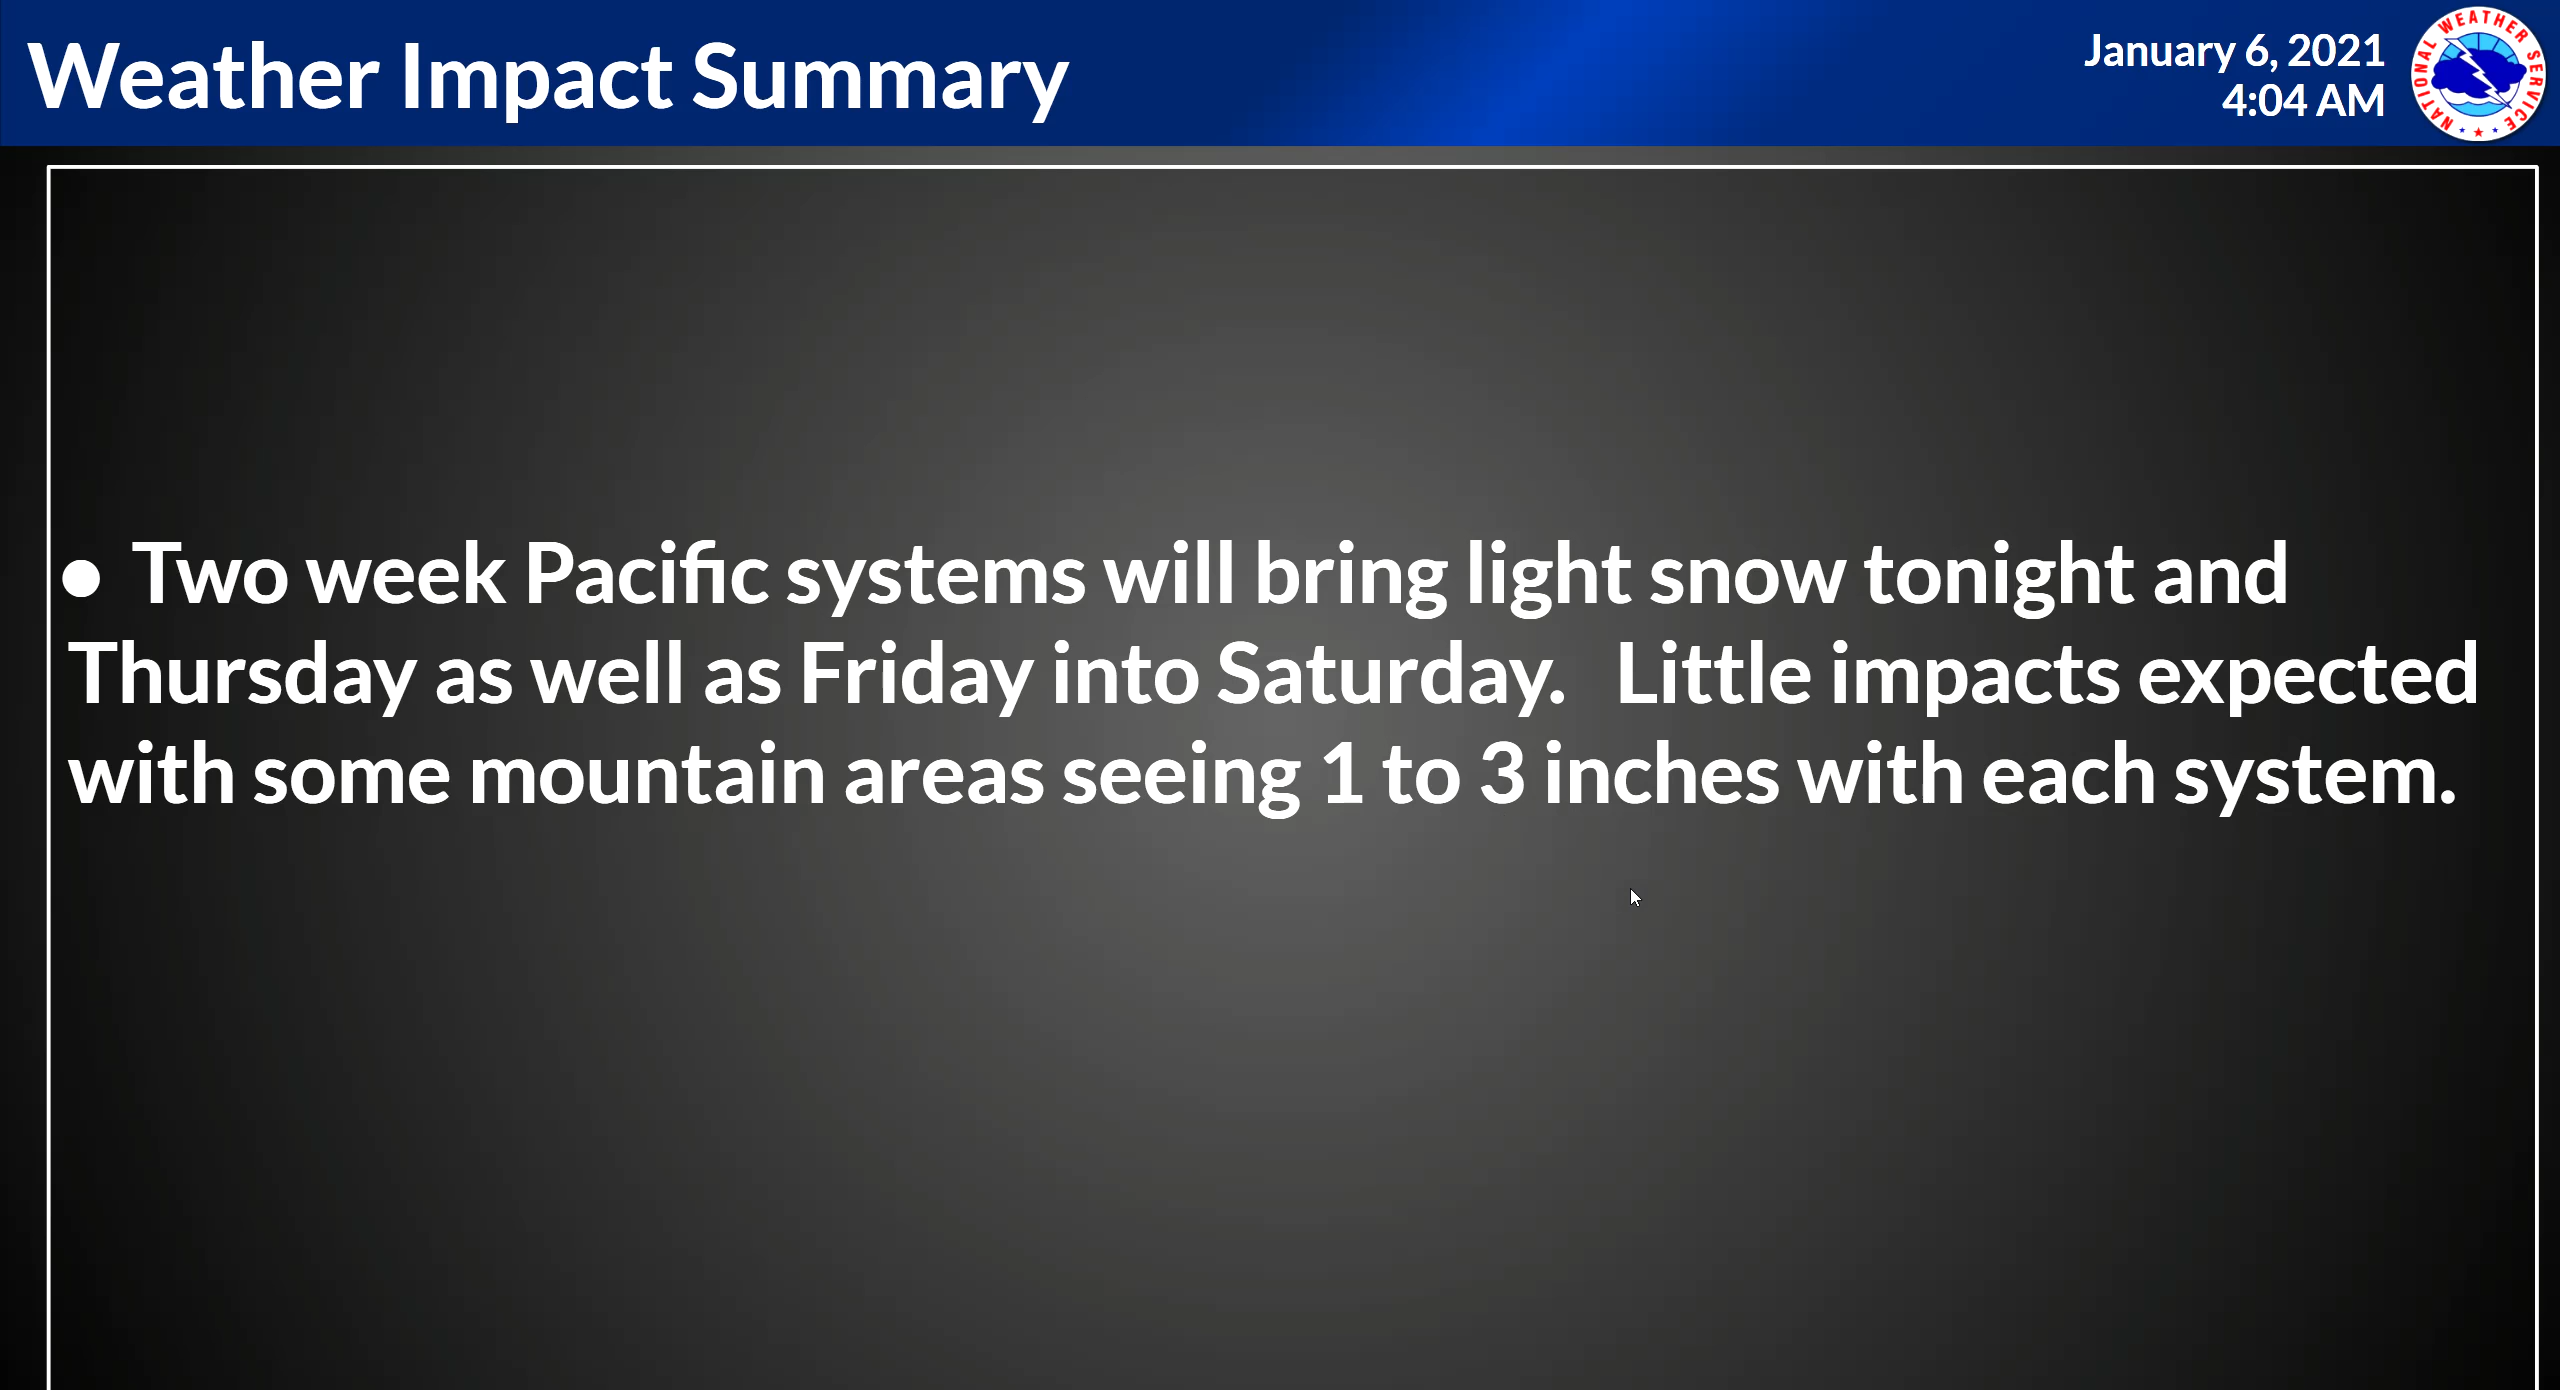 Weather Impact Summary
January 6, 2021
4:04 AM
NATIONAL WEATHER SERVICE
● Two week Pacific systems will bring light snow tonight and
Thursday as well as Friday into Saturday.   Little impacts expected
with some mountain areas seeing 1 to 3 inches with each system.